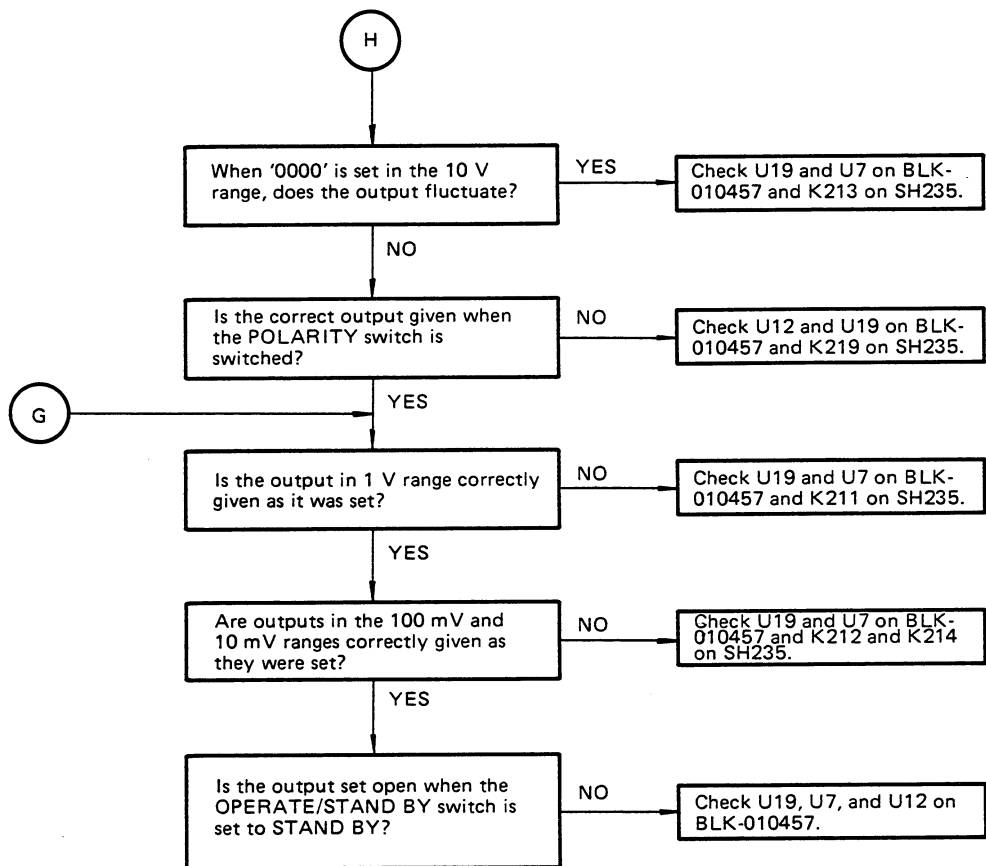 H
When '0000' is set in the 10 V
range, does the output fluctuate?
YES
Check U19 and U7 on BLK-
010457 and K213 on SH235.
NO
Is the correct output given when
the POLARITY switch is
switched?
NO
Check U12 and U19 on BLK-
010457 and K219 on SH235.
YES
G
Is the output in 1 V range correctly
given as it was set?
NO
Check U19 and U7 on BLK-
010457 and K211 on SH235.
YES
Are outputs in the 100 mV and
10 mV ranges correctly given as
they were set?
NO
Check U19 and U7 on BLK-
010457 and K212 and K214
on SH235.
YES
Is the output set open when the
OPERATE/STAND BY switch is
set to STAND BY?
NO
Check U19, U7, and U12 on
BLK-010457.